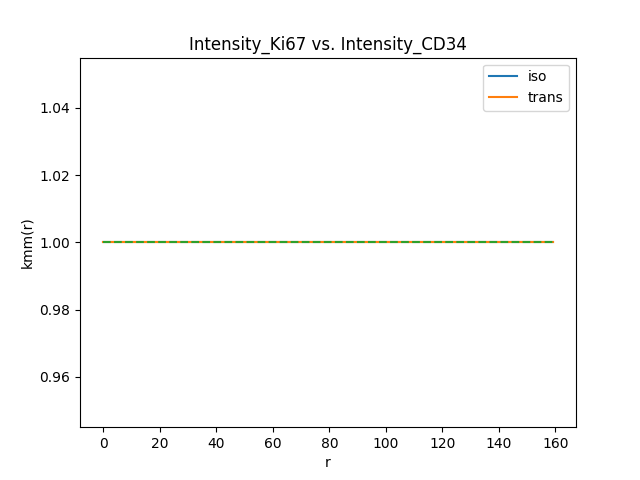 Intensity_Ki67 vs. Intensity_CD34
iso
trans
1.04
1.02
1.00
0.98
0.96
kmm(r)
0 20 40 60 80 100 120 140 160
r